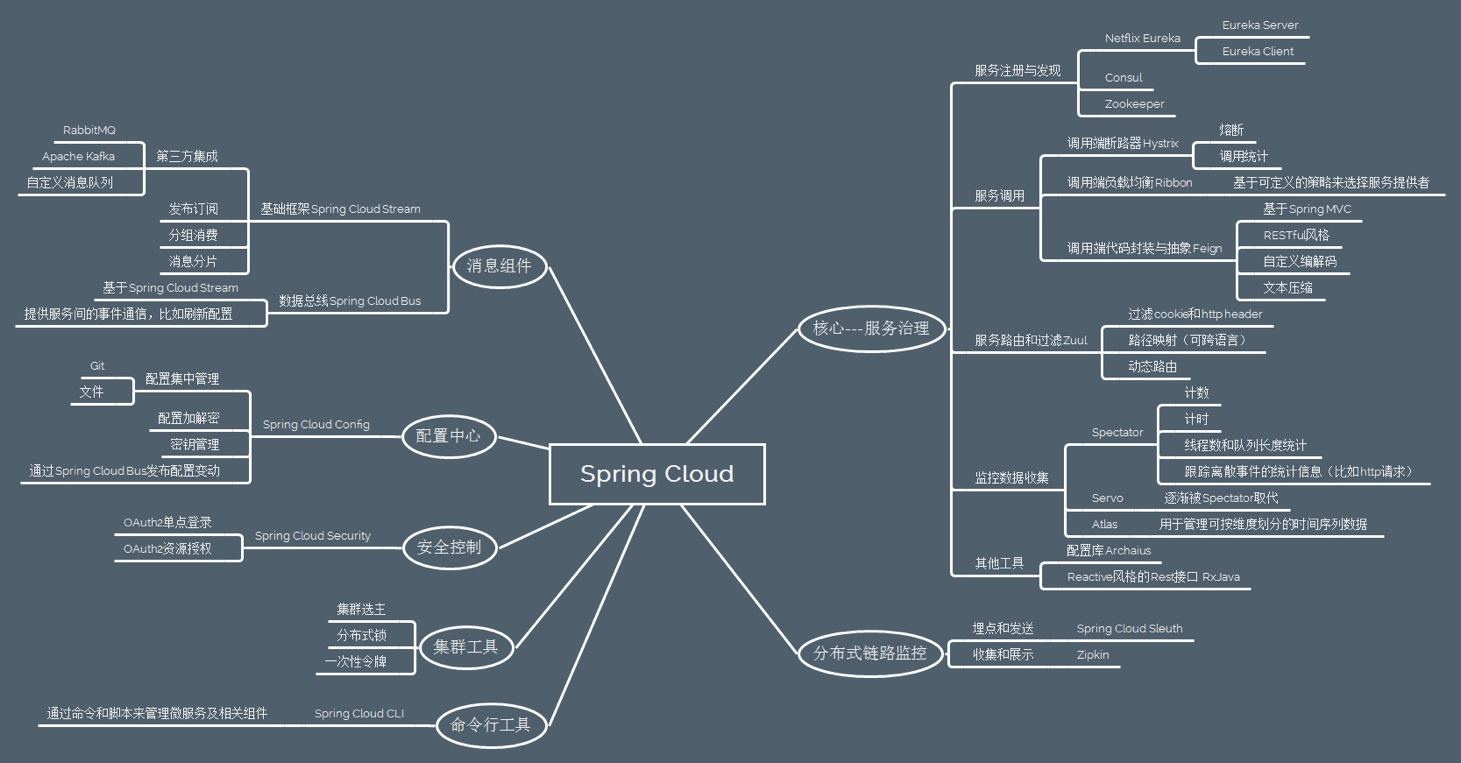 Spring Cloud
核心---服务治理
服务注册与发现
Netflix Eureka
Eureka Server
Eureka Client
Consul
Zookeeper
服务调用
调用端断路器Hystrix
熔断
调用统计
调用端负载均衡Ribbon
基于可定义的策略来选择服务提供者
调用端代码封装与抽象Feign
基于Spring MVC
RESTful风格
自定义编解码
文本压缩
服务路由和过滤Zuul
过滤cookie和http header
路径映射（可跨语言）
动态路由
监控数据收集
Spectator
计数
计时
线程数和队列长度统计
跟踪离散事件的统计信息（比如http请求）
Servo
逐渐被Spectator取代
Atlas
用于管理可按维度划分的时间序列数据
其他工具
配置库Archaius
Reactive风格的Rest接口 RxJava
分布式链路监控
埋点和发送
Spring Cloud Sleuth
收集和展示
Zipkin
消息组件
基础框架Spring Cloud Stream
第三方集成
RabbitMQ
Apache Kafka
自定义消息队列
发布订阅
分组消费
消息分片
数据总线Spring Cloud Bus
基于Spring Cloud Stream
提供服务间的事件通信，比如刷新配置
配置中心
Spring Cloud Config
配置集中管理
Git
文件
配置加解密
密钥管理
通过Spring Cloud Bus发布配置变动
安全控制
Spring Cloud Security
OAuth2单点登录
OAuth2资源授权
集群工具
集群选主
分布式锁
一次性令牌
命令行工具
Spring Cloud CLI
通过命令和脚本来管理微服务及相关组件